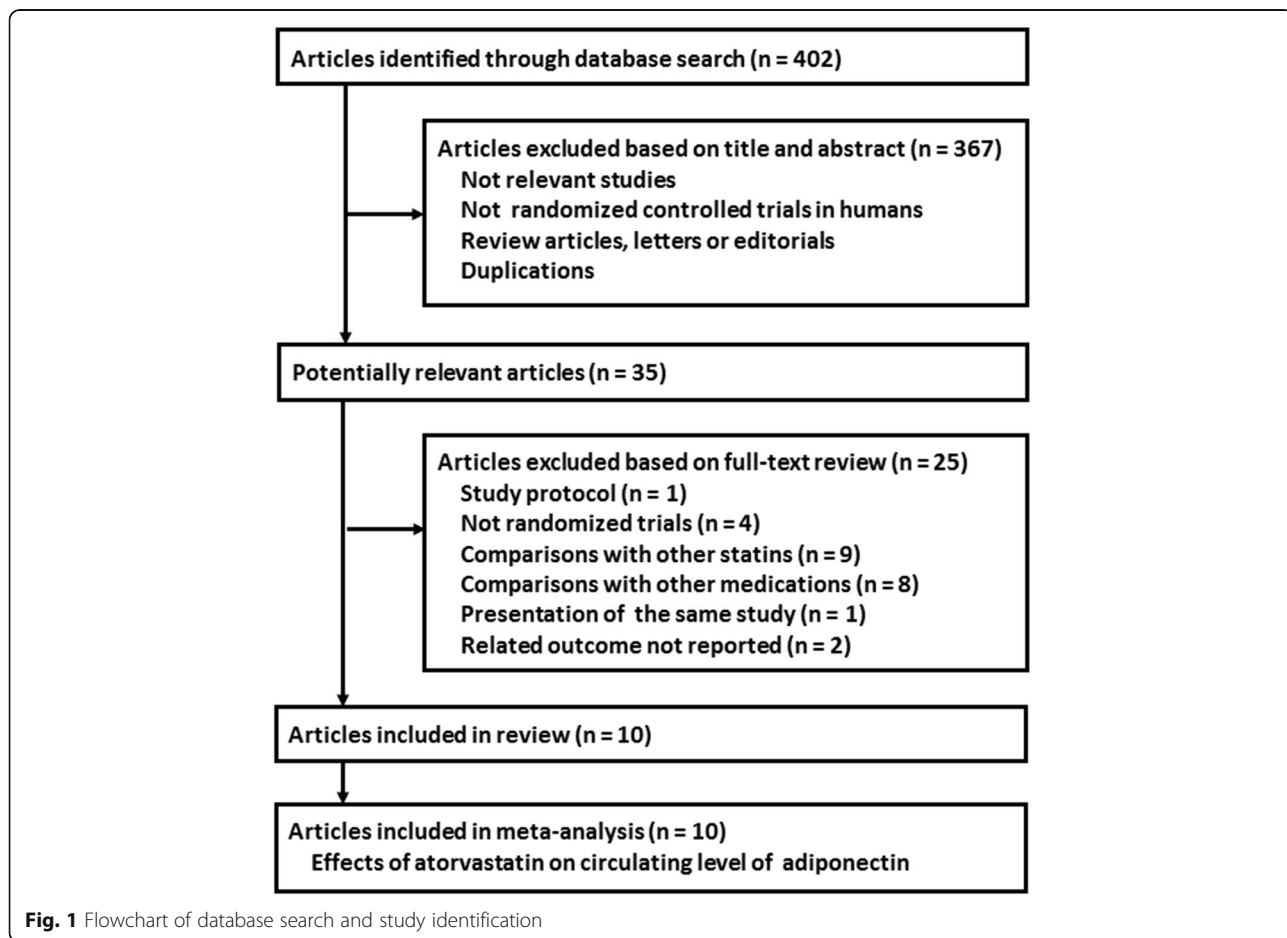 Articles identified through database search (n = 402)
Articles excluded based on title and abstract (n = 367)
Not relevant studies
Not randomized controlled trials in humans
Review articles, letters or editorials
Duplications
Potentially relevant articles (n = 35)
Articles excluded based on full-text review (n = 25)
Study protocol (n = 1)
Not randomized trials (n = 4)
Comparisons with other statins (n = 9)
Comparisons with other medications (n = 8)
Presentation of the same study (n = 1)
Related outcome not reported (n = 2)
Articles included in review (n = 10)
Articles included in meta-analysis (n = 10)
Effects of atorvastatin on circulating level of adiponectin
Fig. 1 Flowchart of database search and study identification